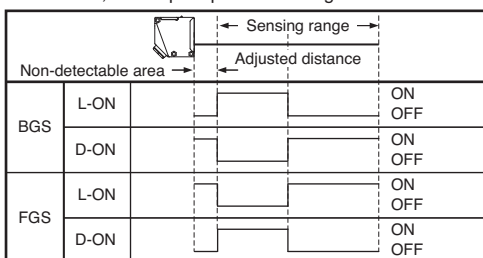 Sensing range
Adjusted distance
Non-detectable area
BGS
L-ON
ON
OFF
D-ON
ON
OFF
FGS
L-ON
ON
OFF
D-ON
ON
OFF